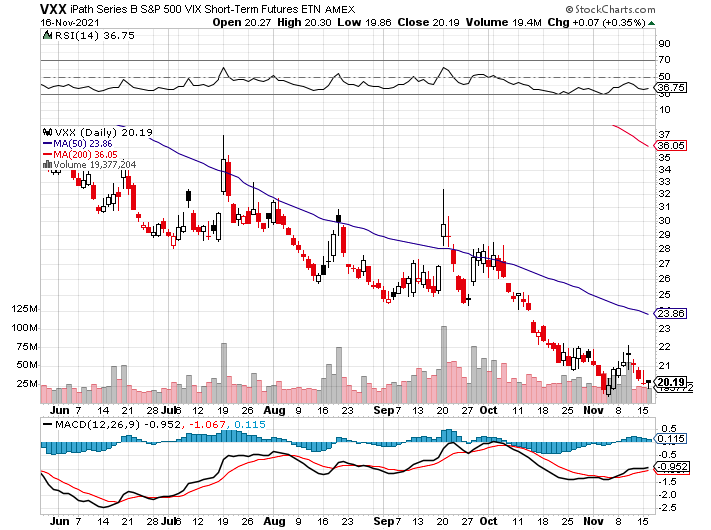 VXX iPath Series B S&P 500 VIX Short-Term Futures ETN AMEX © StockCharts.com
16-Nov-2021 Open 20.27 High 20.30 Low 19.86 Close 20.19 Volume 19.4M Chg +0.07 (+0.35%)
RSI(14) 36.75
90
70
50
36.75
30
10
VXX (Daily) 20.19
MA(50) 23.86
MA(200) 36.05
Volume 19,377,204
37
36.05
35
34
33
32
31
30
29
28
27
26
25
24
23.86
22
21
20.19
125M
100M
75M
50M
25M
Jun 7 14 21 28 Jul 6 12 19 26 Aug 9 16 23 Sep 7 13 20 27 Oct 11 18 25 Nov 8 15
MACD(12,26,9) -0.952, -1.067, 0.115
0.5
0.115
-0.5
-0.952
-1.5
-2.0
-2.5
Jun 7 14 21 28 Jul 6 12 19 26 Aug 9 16 23 Sep 7 13 20 27 Oct 11 18 25 Nov 8 15